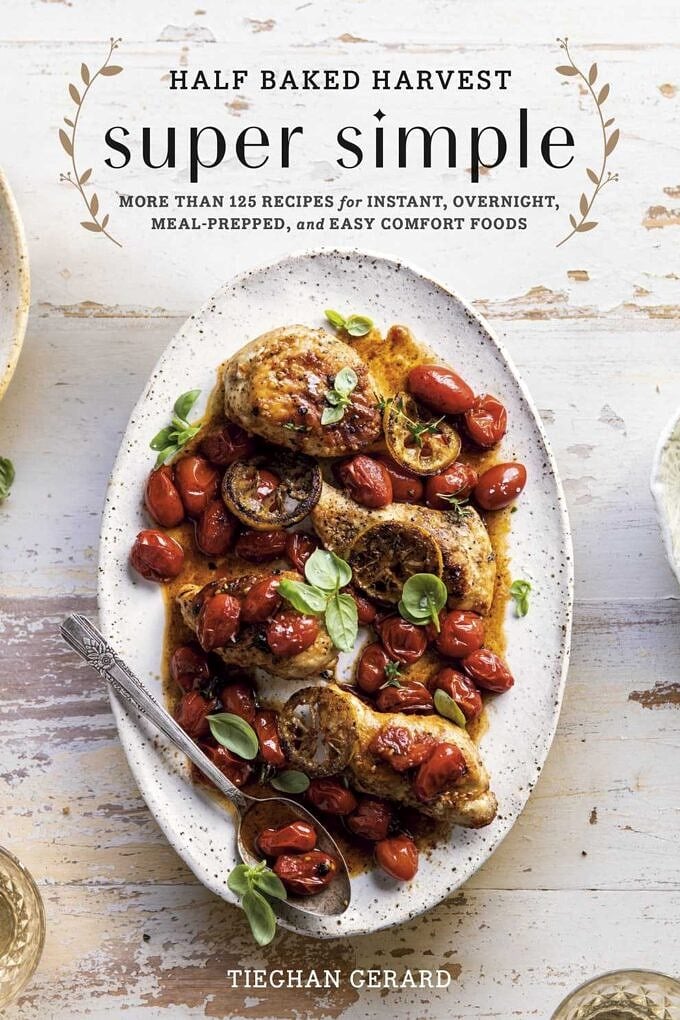 HALF BAKED HARVEST
super simple
MORE THAN 125 RECIPES for INSTANT, OVERNIGHT,
MEAL-PREPPED, and EASY COMFORT FOODS
TIEGHAN GERARD